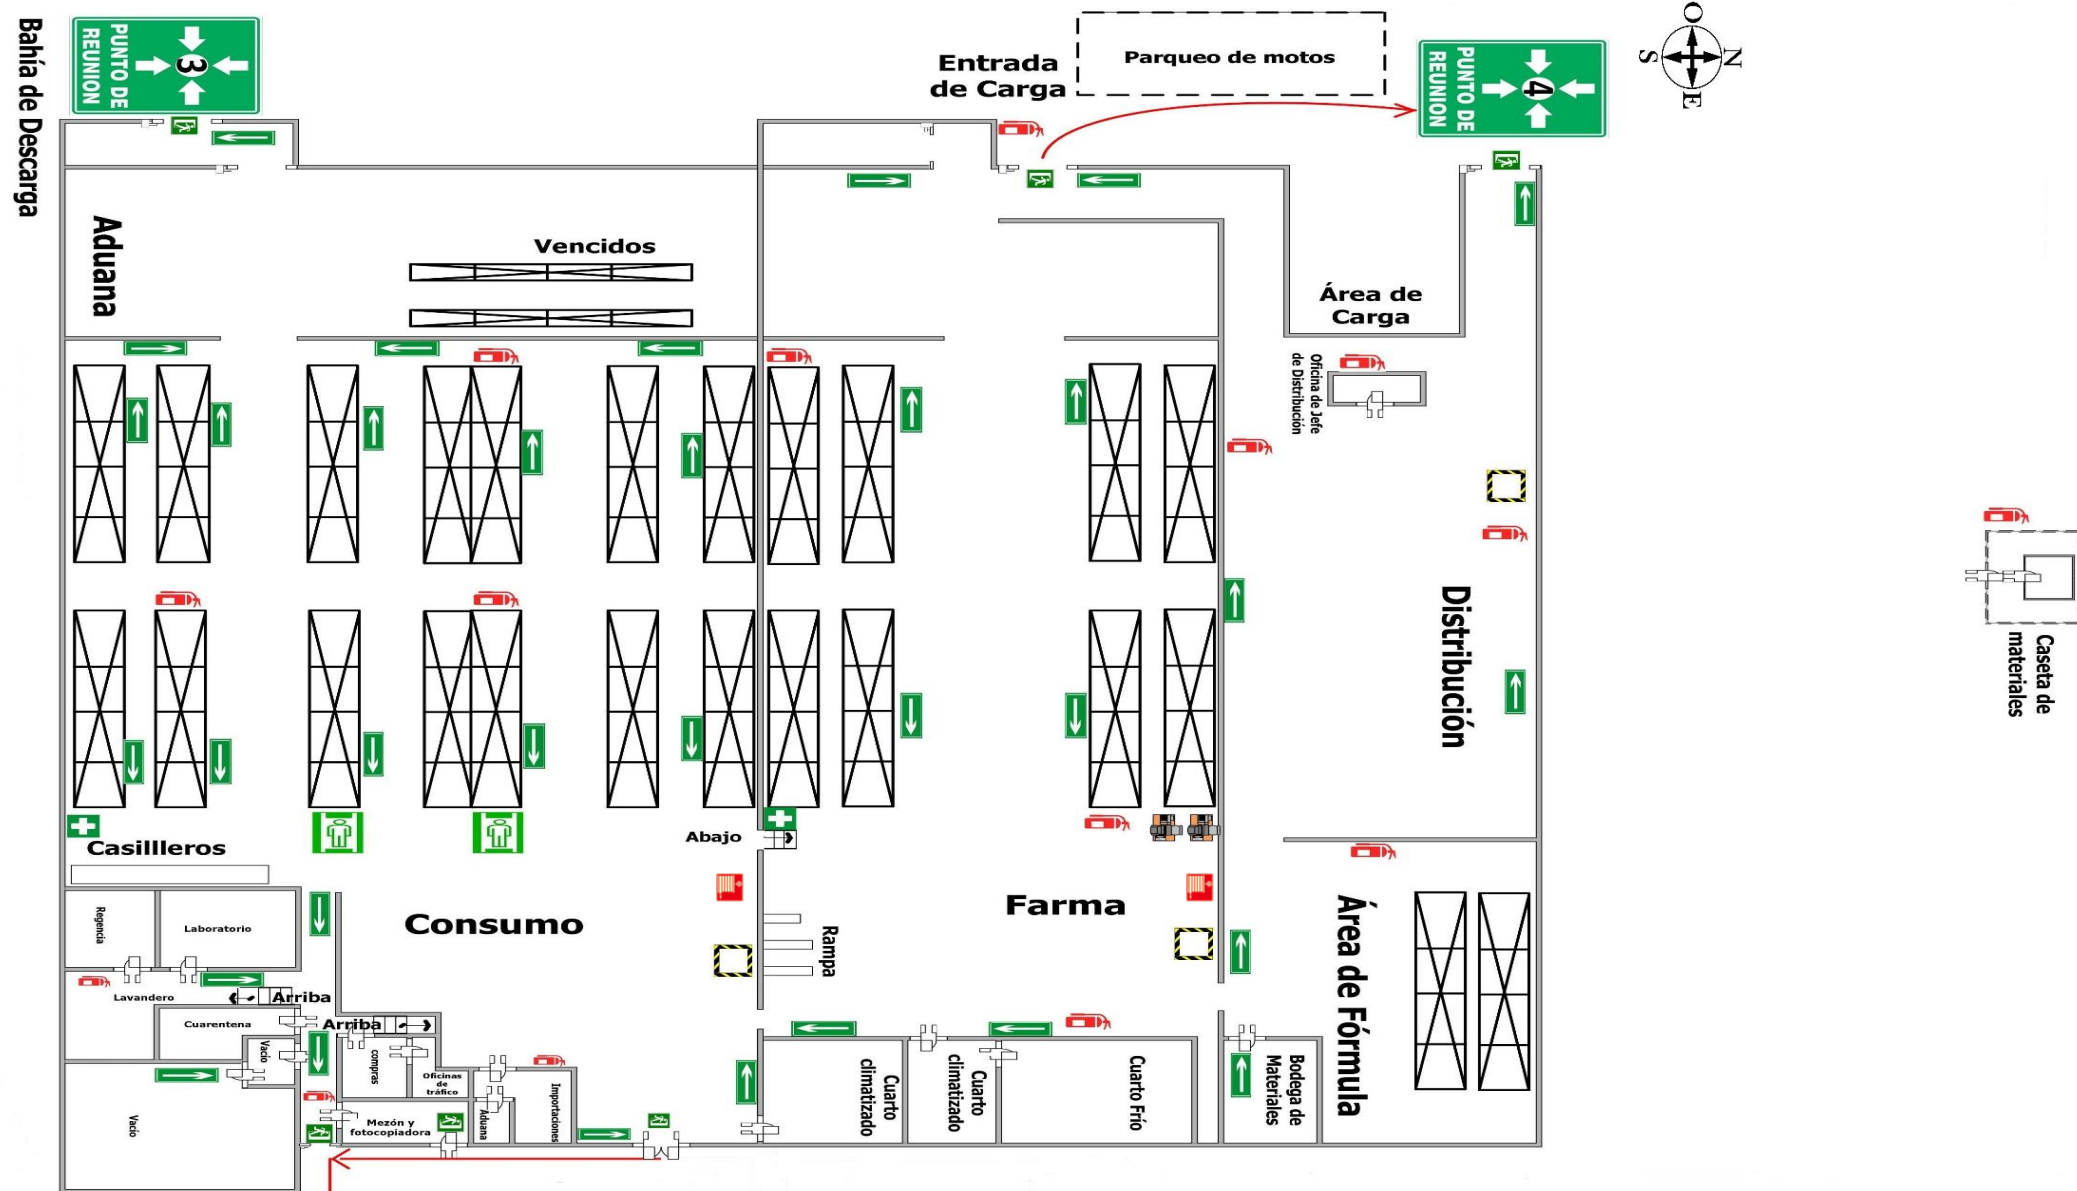 Bahía de Descarga
PUNTO DE
REUNION
3
Entrada
de Carga
Parqueo de motos
PUNTO DE
REUNION
4
O
N
S
E
Aduana
Vencidos
Área de
Carga
Oficina de Jefe
de Distribución
Distribución
Caseta de
materiales
Abajo
Casillleros
Consumo
Farma
Rampa
Área de Fórmula
Regencia
Laboratorio
Lavandero
Arriba
Cuarentena
Arriba
Vacío
compras
Oficinas
de
tráfico
Importaciones
Aduana
Mezón y
fotocopiadora
Vacío
Cuarto
climatizado
Cuarto
climatizado
Cuarto Frío
Bodega de
Materiales